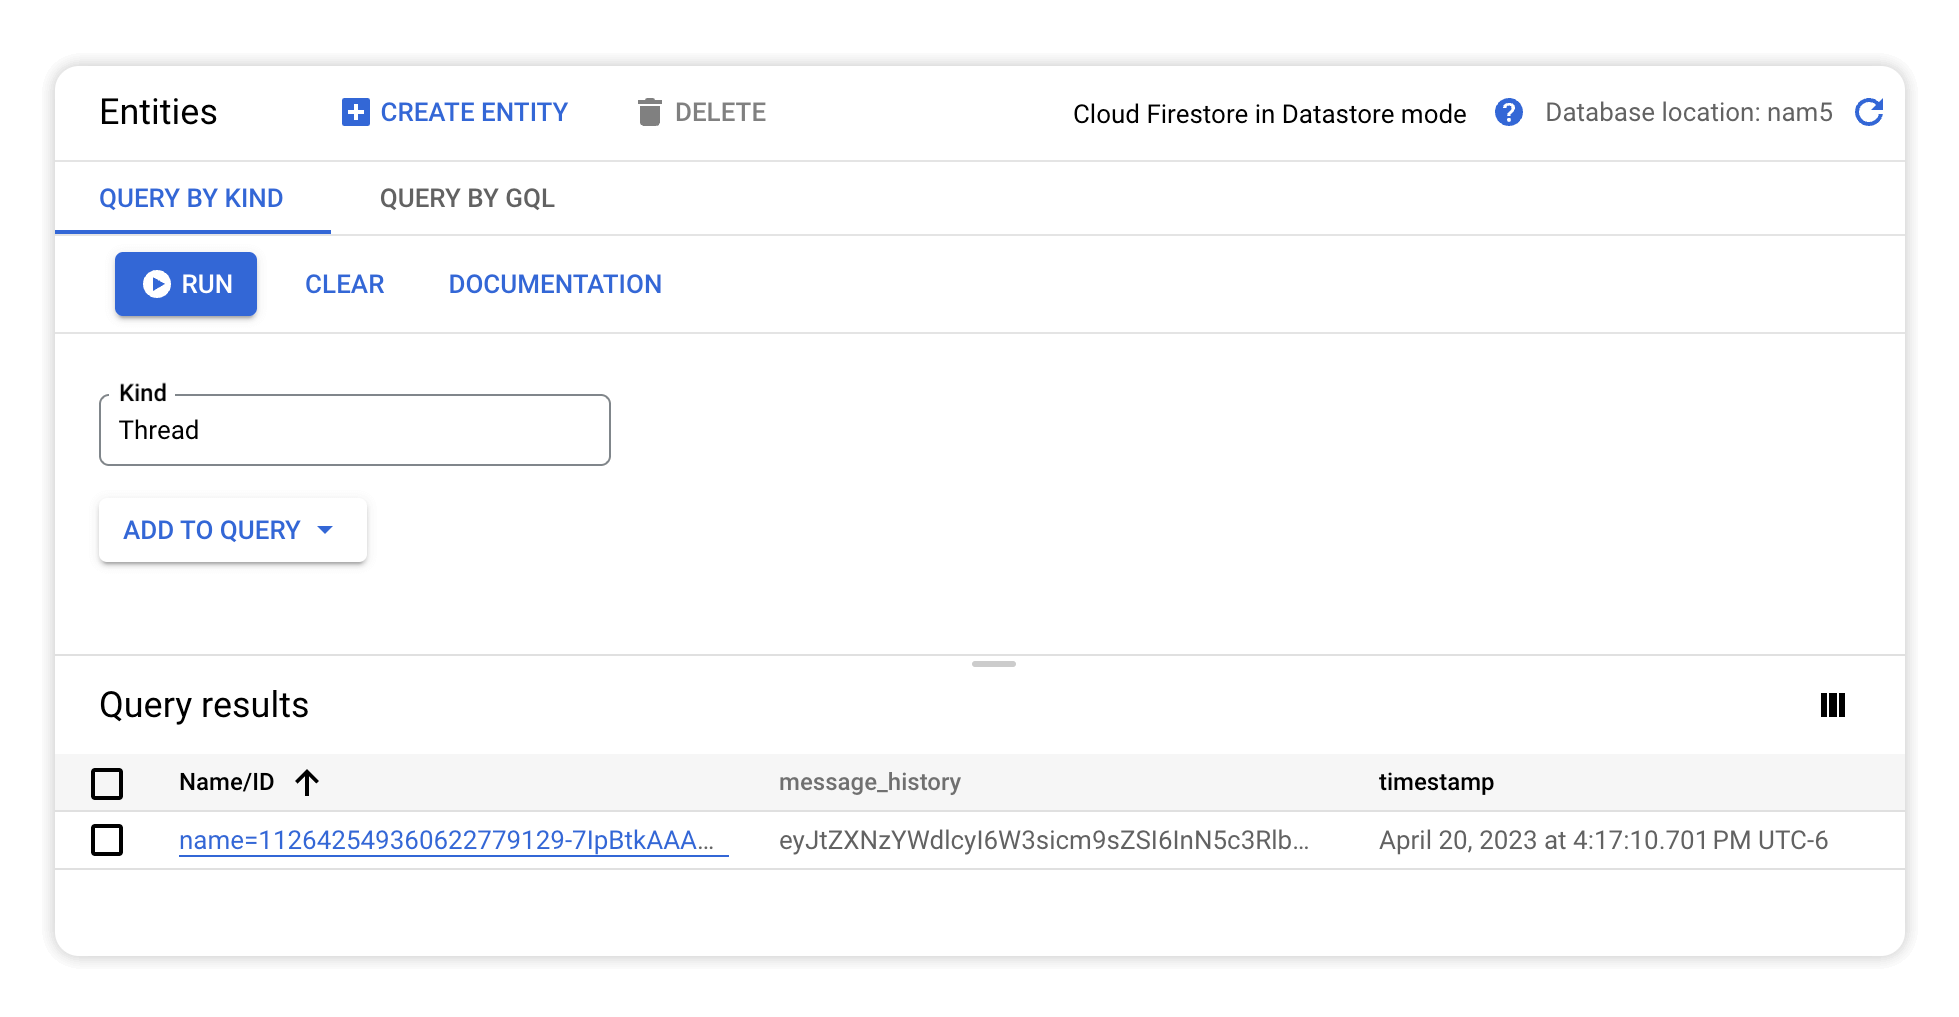 Entities
CREATE ENTITY
DELETE
Cloud Firestore in Datastore mode
Database location: nam5
QUERY BY KIND
QUERY BY GQL
RUN
CLEAR
DOCUMENTATION
Kind
Thread
ADD TO QUERY
Query results
Name/ID
message_history
timestamp
name=112642549360622779129-7IpBtkAAA...
eyJtZXNzYWdlcyI6W3sicm9sZSI6InN5c3Rlb...
April 20, 2023 at 4:17:10.701 PM UTC-6